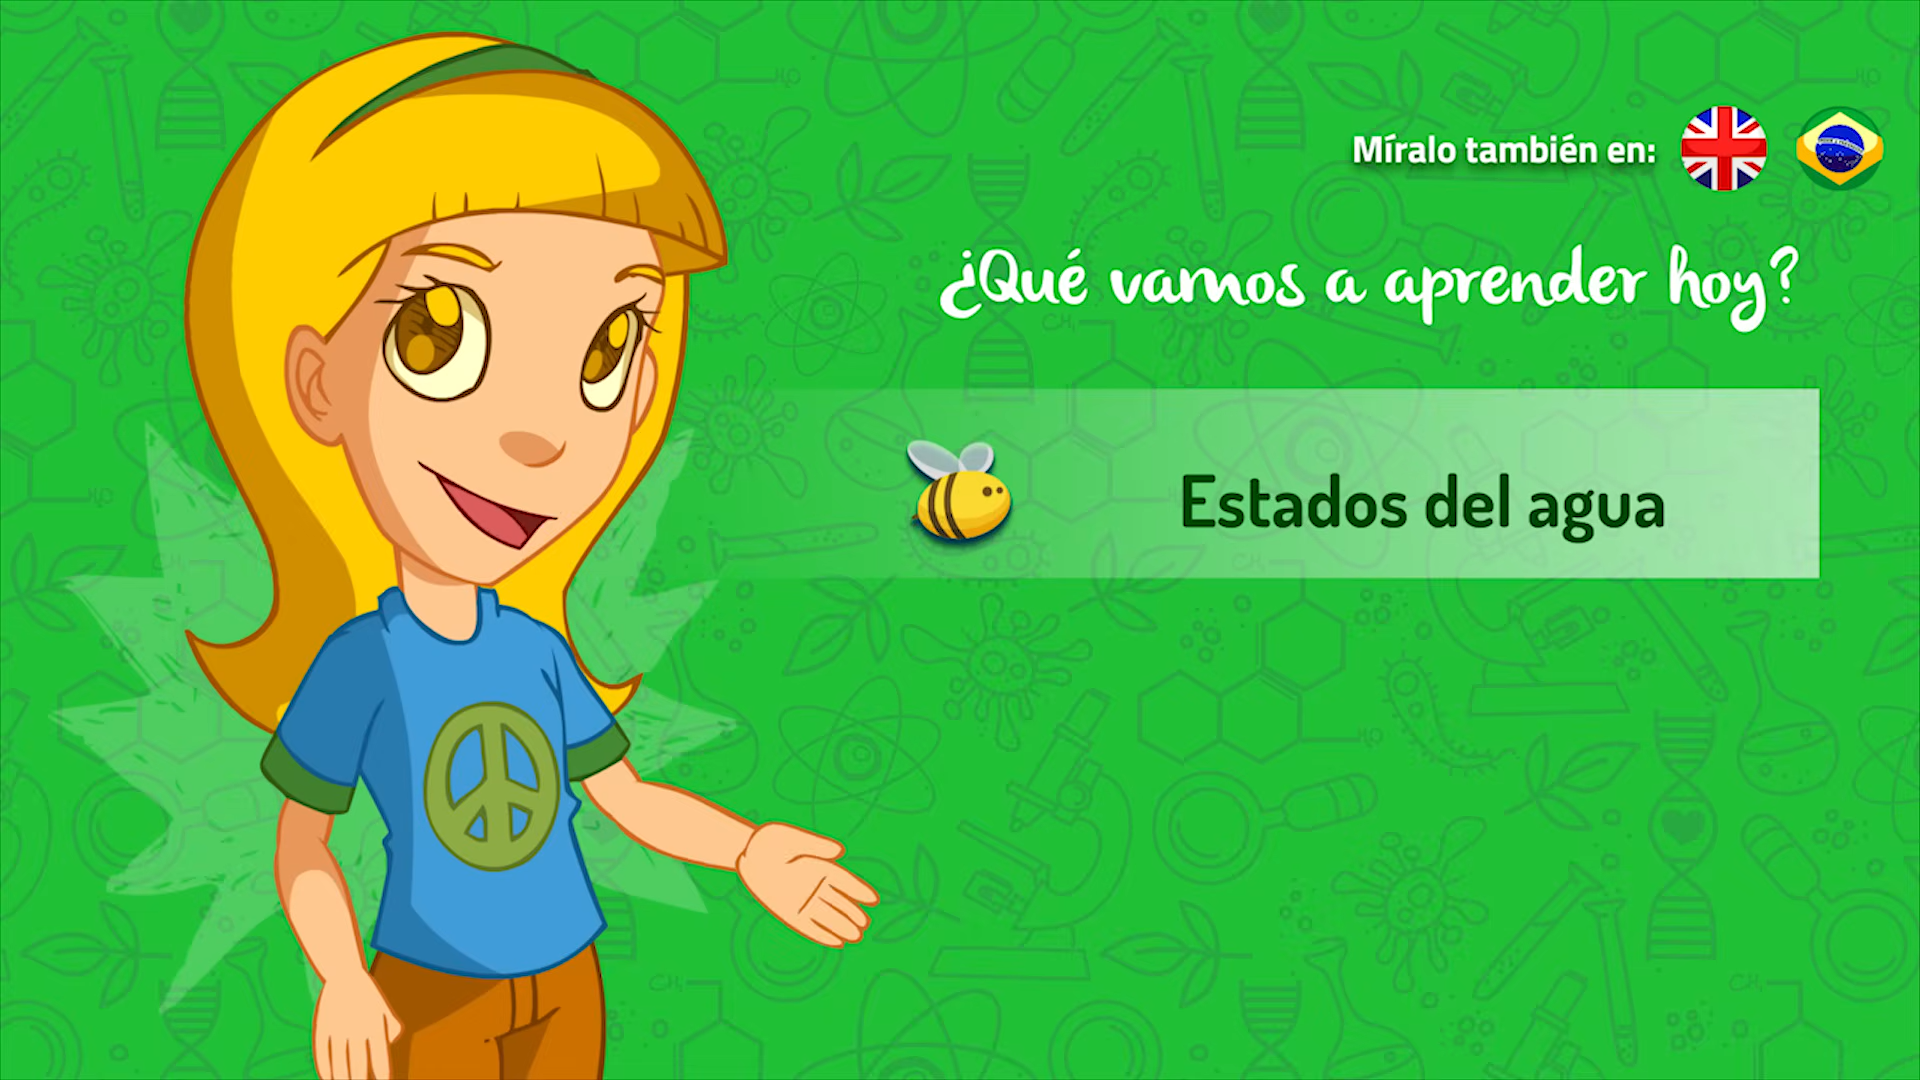 Míralo también en:
¿Qué vamos a aprender hoy?
Estados del agua